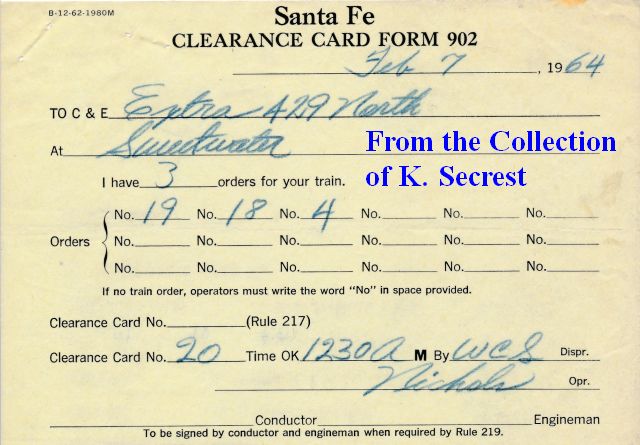 B-12-62-1980M
Santa Fe
CLEARANCE CARD FORM 902
Feb 7, 1964
TO C & E Extra 429 North
At Sweetwater
From the Collection
of K. Secrest
I have 3 orders for your train.
Orders
No. 19 No. 18 No. 4 No. No. No.
No. No. No. No. No. No.
No. No. No. No. No. No.
If no train order, operators must write the word "No" in space provided.
Clearance Card No. (Rule 217)
Clearance Card No. 20 Time OK 1230A M By WCS Dispr.
Nichols Opr.
Conductor Engineman
To be signed by conductor and engineman when required by Rule 219.